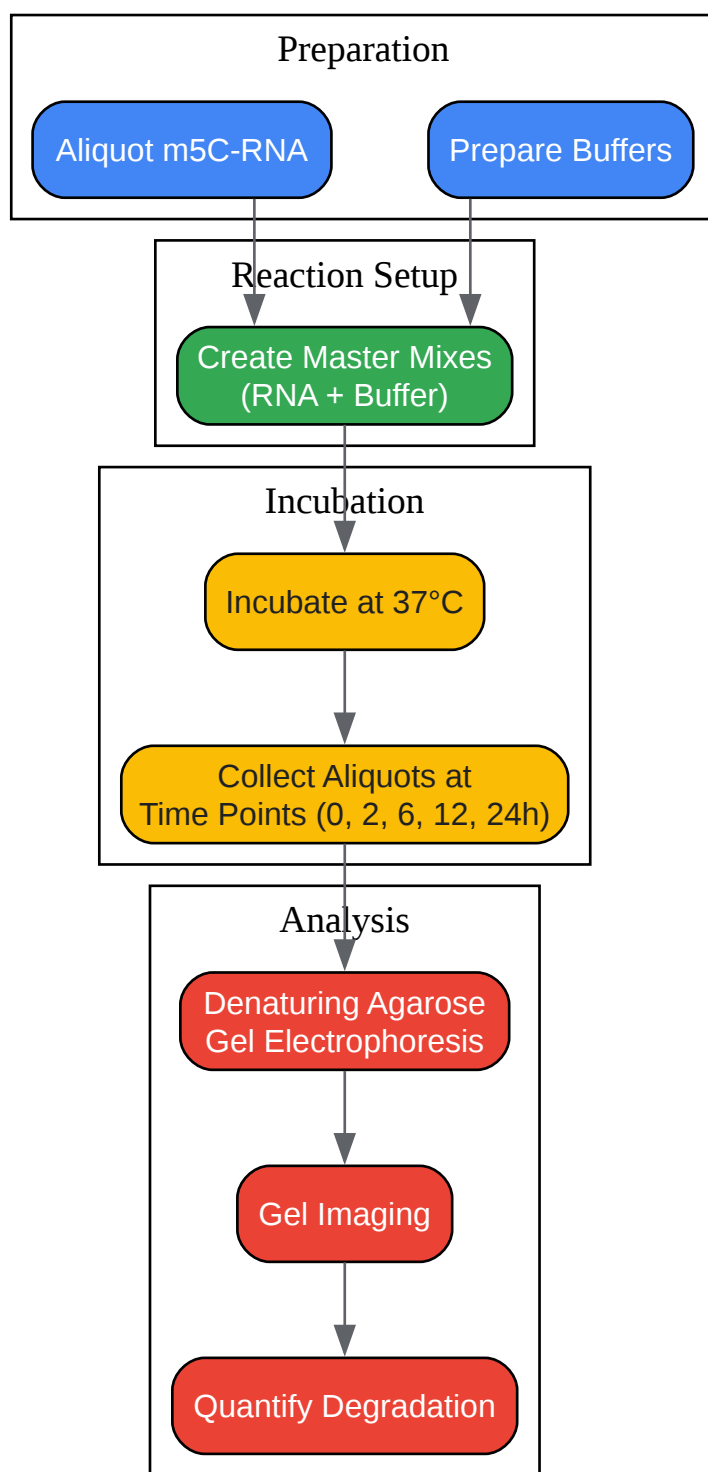 Preparation
Aliquot m5C-RNA
Prepare Buffers
Reaction Setup
Create Master Mixes
(RNA + Buffer)
Incubation
Incubate at 37°C
Collect Aliquots at
Time Points (0, 2, 6, 12, 24h)
Analysis
Denaturing Agarose
Gel Electrophoresis
Gel Imaging
Quantify Degradation